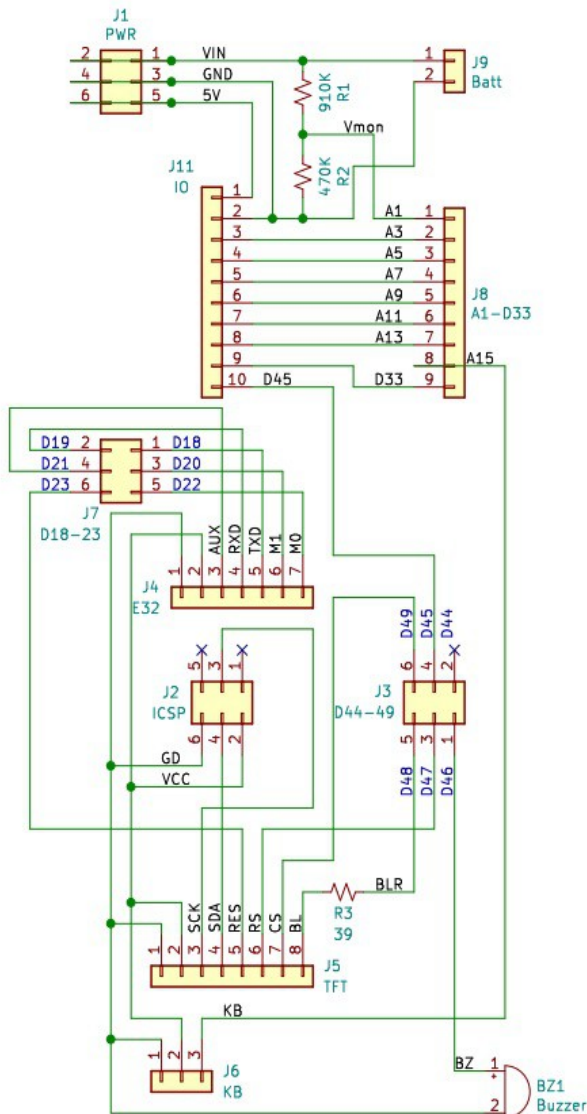 J1
PWR
2 1 VIN
4 3 GND
6 5 5V
1 J9
2 Batt
910K
R1
Vmon
470K
R2
J11
IO
1
2 A1 1
3 A3 2
4 A5 3
5 A7 4
6 A9 5
7 A11 6
8 A13 7
9 8 A15
10 D45 D33 9
J8
A1-D33
D19 2 1 D18
D21 4 3 D20
D23 6 5 D22
J7
D18-23
AUX
RXD
TXD
M1
M0
1 2 3 4 5 6 7
J4
E32
D49 D45 D44
5 3 1
6 4 2
J2
ICSP
J3
D44-49
6 4 2
5 3 1
GD
VCC
D48 D47 D46
BLR
R3
39
SCK
SDA
RES
RS
CS
BL
1 2 3 4 5 6 7 8
J5
TFT
KB
1 2 3
J6
KB
BZ 1
+
BZ1
Buzzer
2